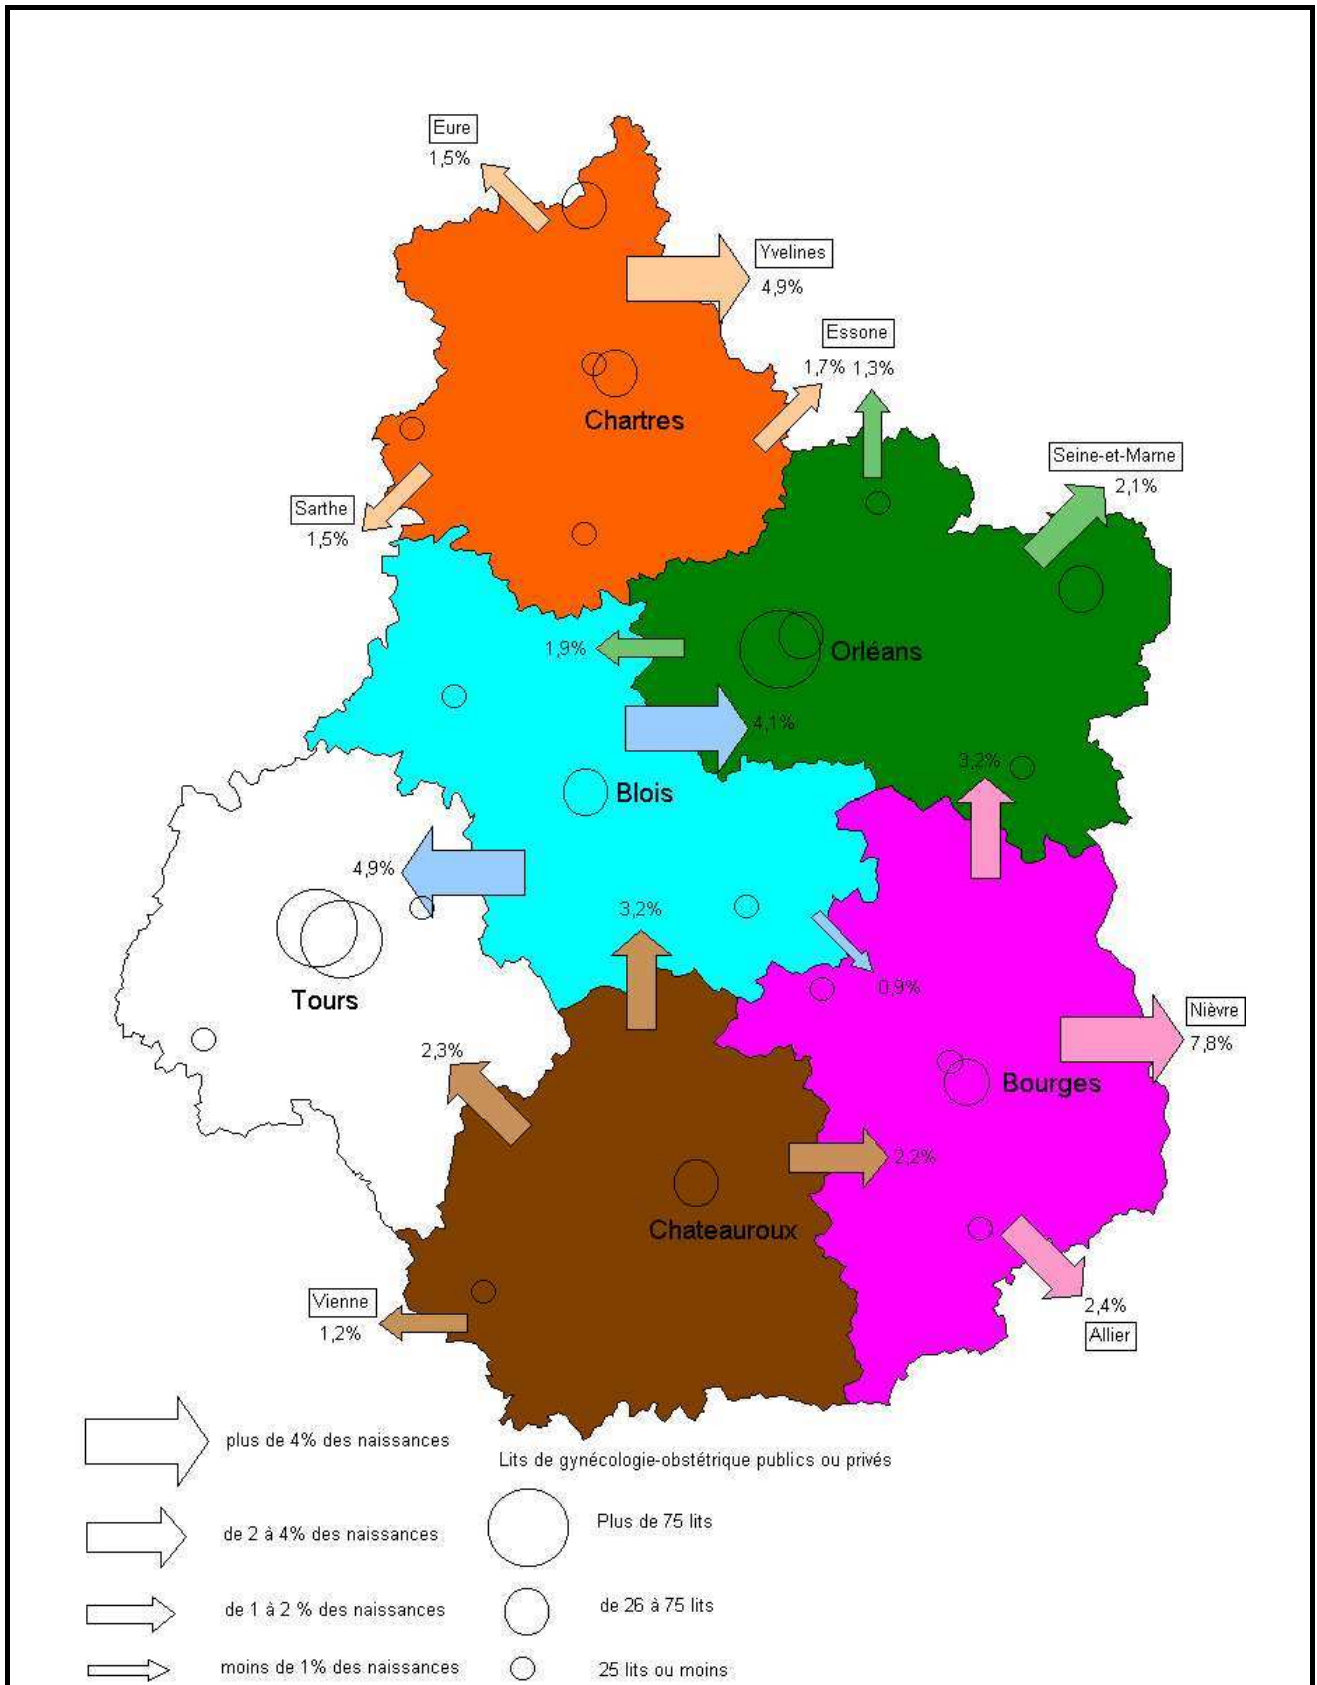 Eure
1,5%
Yvelines
4,9%
Essone
1,7% 1,3%
Chartres
Seine-et-Marne
2,1%
Sarthe
1,5%
1,9%
Orléans
4,1%
3,2%
Blois
4,9%
3,2%
0,9%
Tours
Nièvre
7,8%
2,3%
Bourges
2,2%
Chateauroux
Vienne
1,2%
2,4%
Allier
plus de 4% des naissances
Lits de gynécologie-obstétrique publics ou privés
Plus de 75 lits
de 2 à 4% des naissances
de 26 à 75 lits
de 1 à 2 % des naissances
moins de 1% des naissances
25 lits ou moins